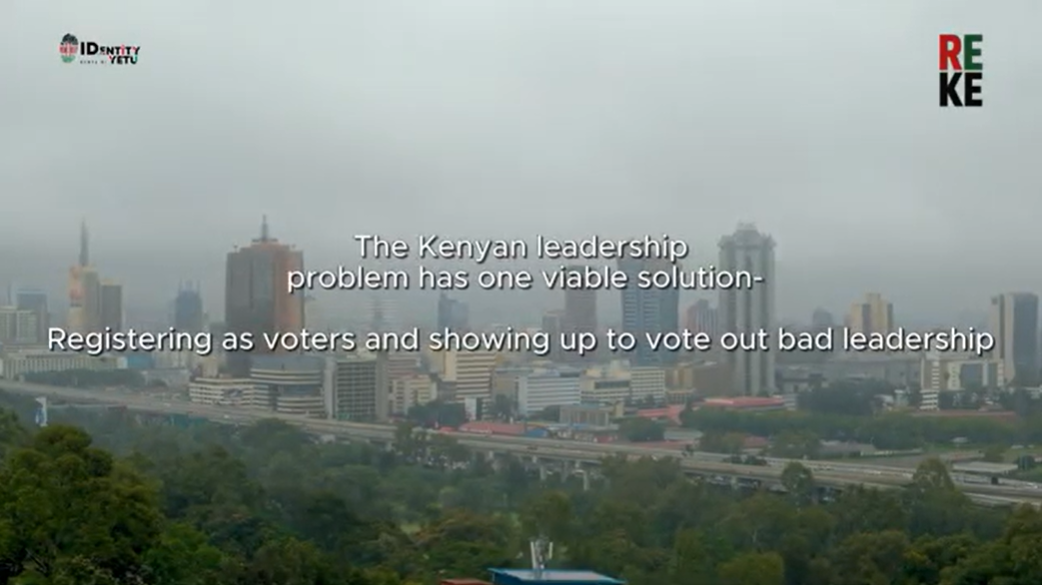 IDENTITY
YETU
RE
KE
The Kenyan leadership
problem has one viable solution-
Registering as voters and showing up to vote out bad leadership